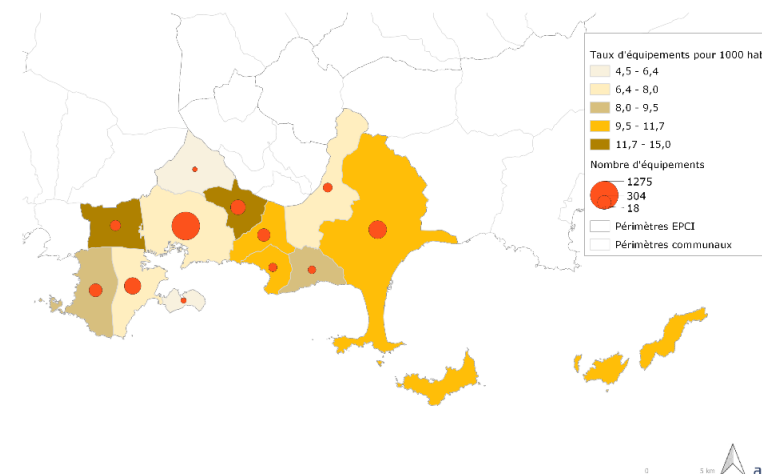 Taux d'équipements pour 1000 hab
4,5 - 6,4
6,4 - 8,0
8,0 - 9,5
9,5 - 11,7
11,7 - 15,0
Nombre d'équipements
1275
304
18
Périmètres EPCI
Périmètres communaux
0 5 km
a